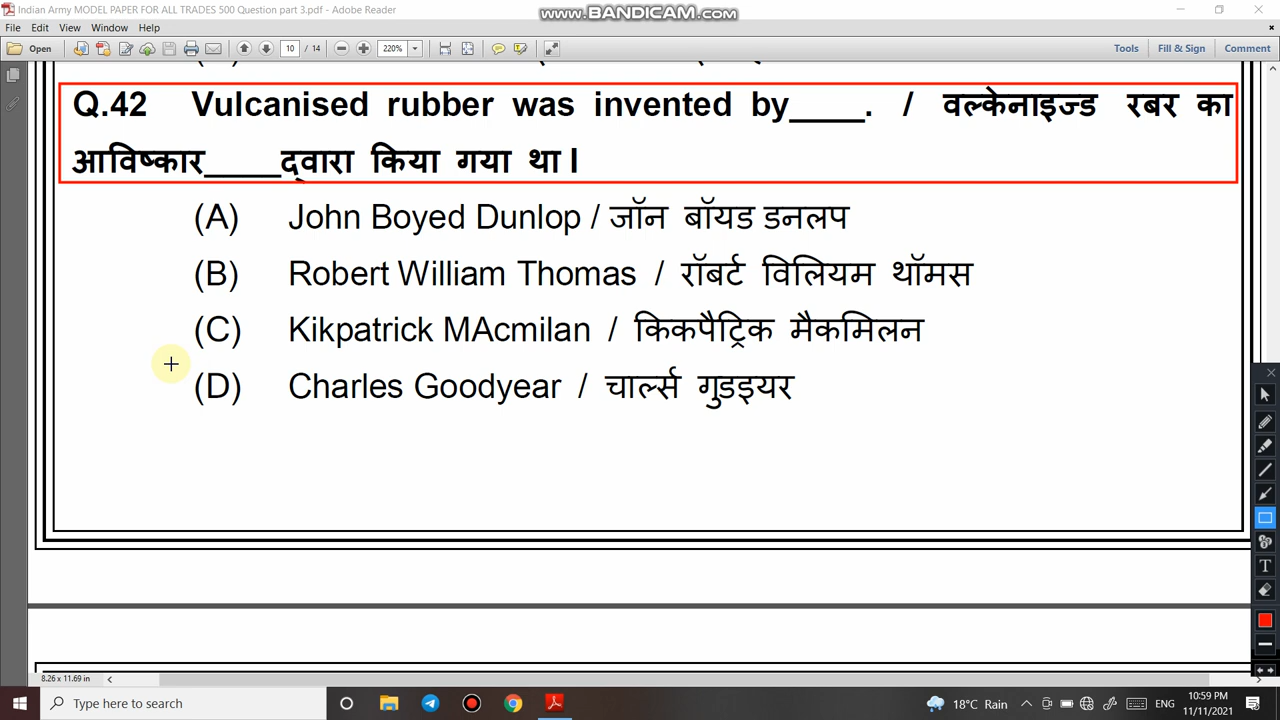 Indian Army MODEL PAPER FOR ALL TRADES 500 Question part 3.pdf - Adobe Reader
www.BANDICAM.com
File Edit View Window Help
Open 10 / 14 220% Tools Fill & Sign Comment
Q.42 Vulcanised rubber was invented by____. / वल्केनाइज्ड रबर का
आविष्कार____द्वारा किया गया था I
(A) John Boyed Dunlop / जॉन बॉयड डनलप
(B) Robert William Thomas / रॉबर्ट विलियम थॉमस
(C) Kikpatrick MAcmilan / किकपैट्रिक मैकमिलन
(D) Charles Goodyear / चार्ल्स गुडइयर
8.26 x 11.69 in
Type here to search
18°C Rain ENG 10:59 PM
11/11/2021